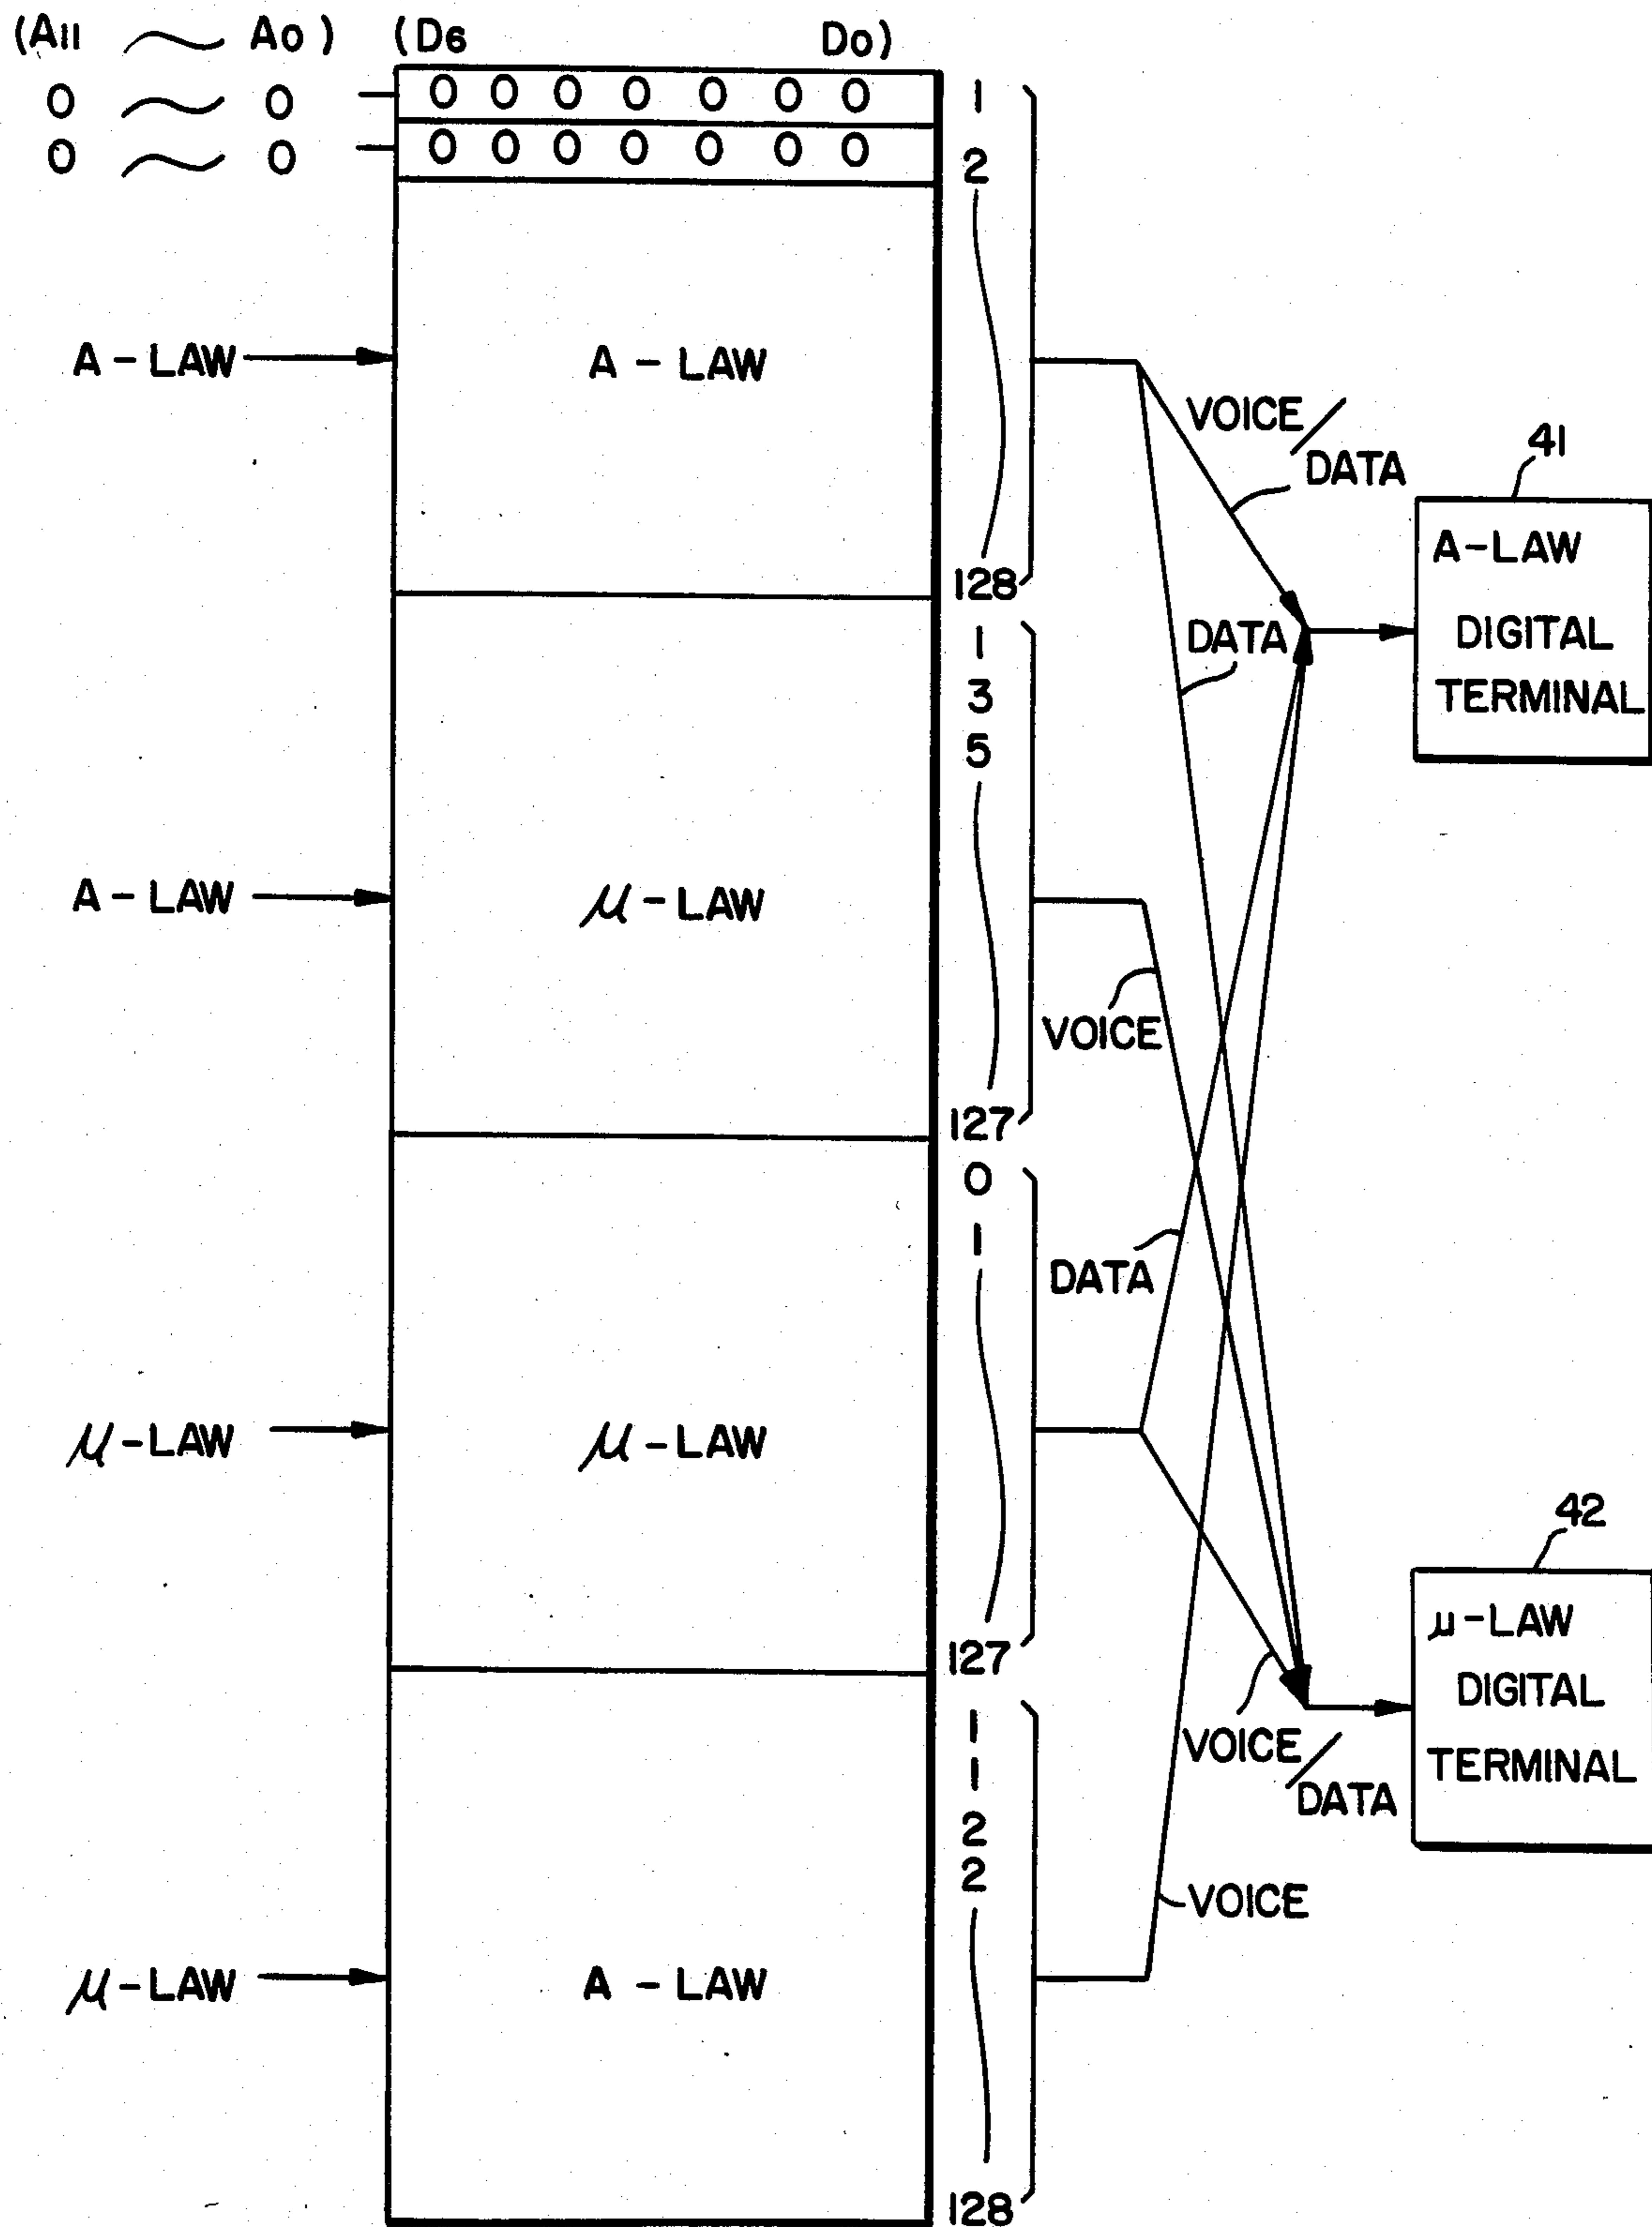 (A11 ~ A0) (D6 D0)
0 ~ 0 0 0 0 0 0 0 0 1
0 ~ 0 0 0 0 0 0 0 0 2
A-LAW A-LAW
128
VOICE/DATA
DATA
41
A-LAW
DIGITAL
TERMINAL
1
3
5
A-LAW μ-LAW
127
VOICE
0
1
DATA
μ-LAW μ-LAW
127
VOICE/DATA
42
μ-LAW
DIGITAL
TERMINAL
1
1
2
2
VOICE
μ-LAW A-LAW
128